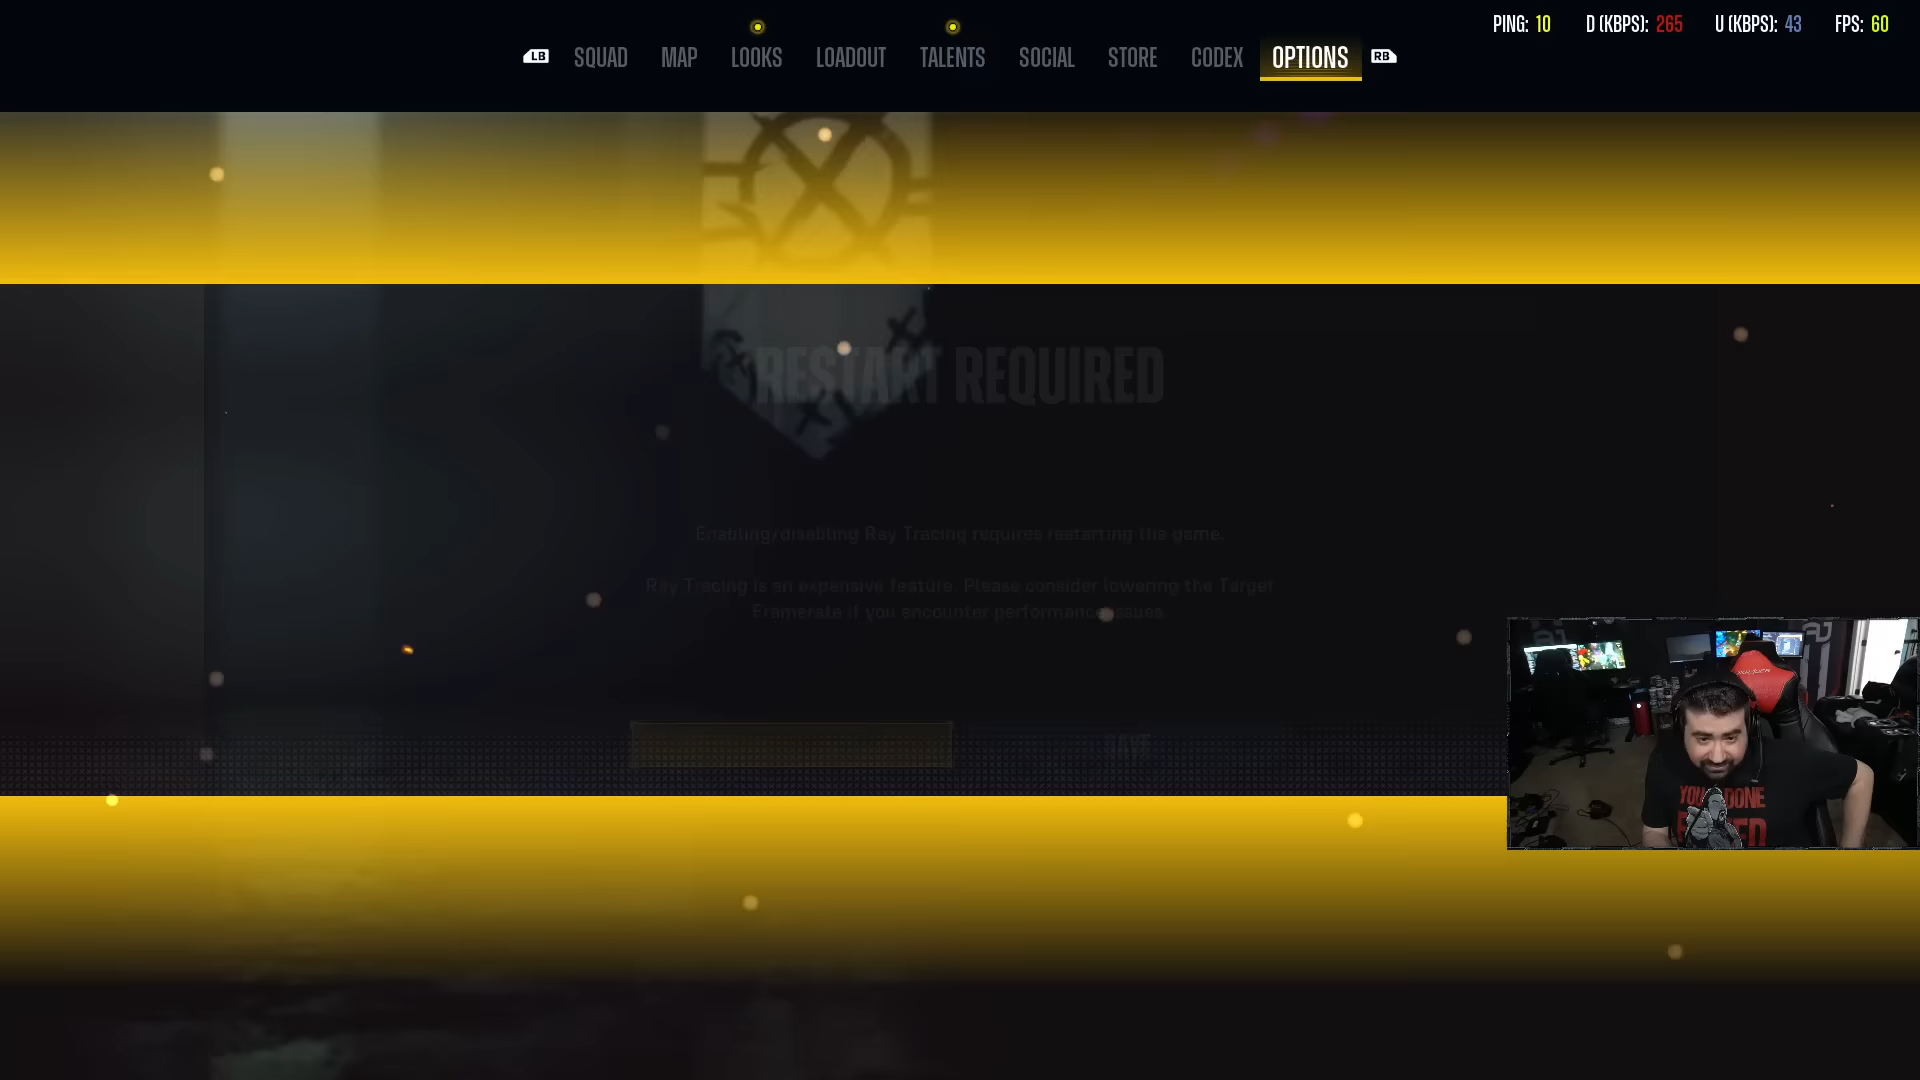 PING: 10 D (KBPS): 265 U (KBPS): 43 FPS: 60
LB SQUAD MAP LOOKS LOADOUT TALENTS SOCIAL STORE CODEX OPTIONS RB
RESTART REQUIRED
Enabling/disabling Ray Tracing requires restarting the game.
Ray Tracing is an expensive feature. Please consider lowering the Target
Framerate if you encounter performance issues.
YOU DONE